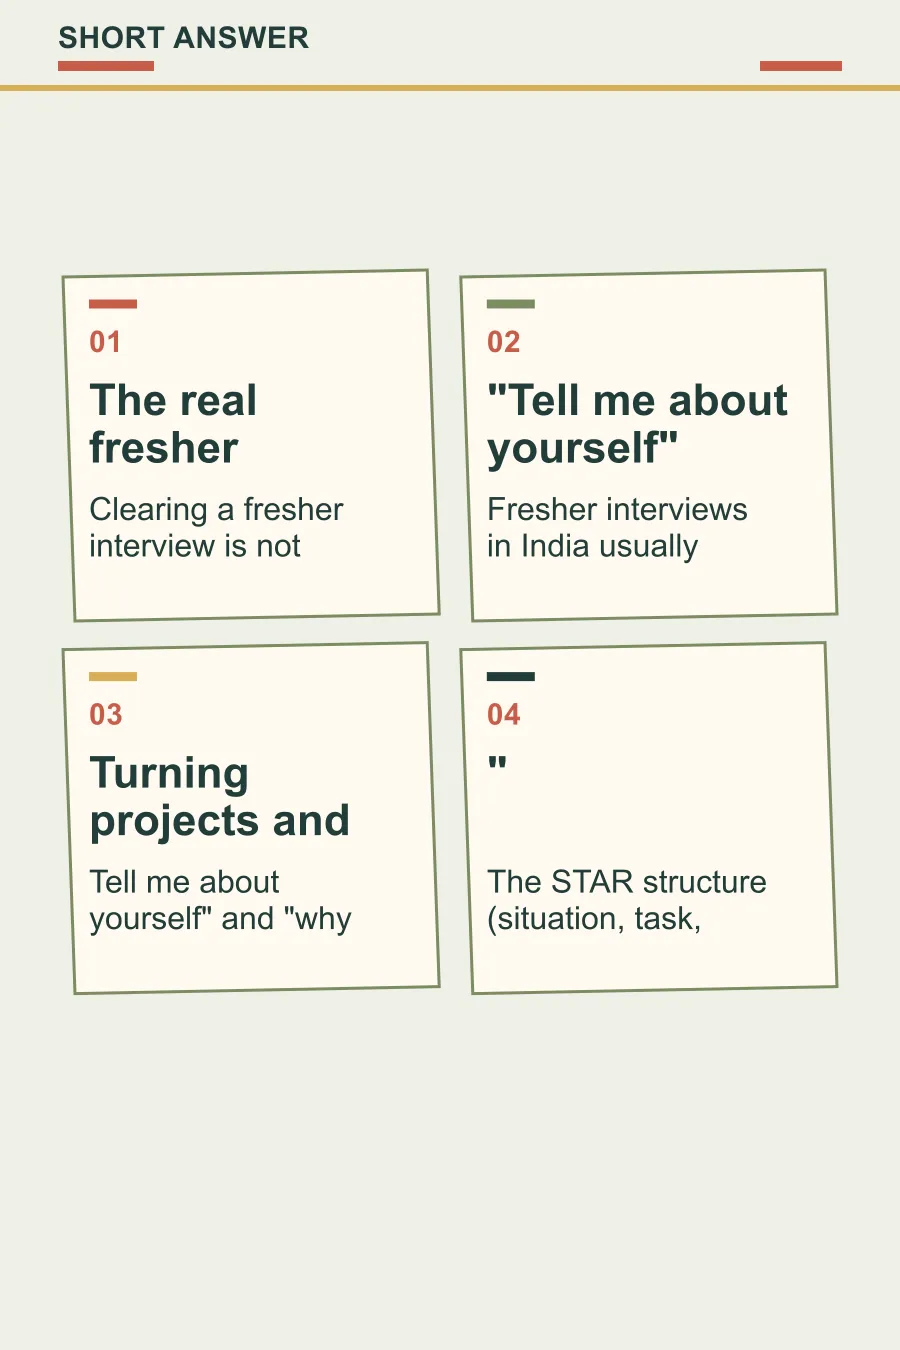 SHORT ANSWER
01
The real
fresher
Clearing a fresher
interview is not
02
"Tell me about
yourself"
Fresher interviews
in India usually
03
Turning
projects and
Tell me about
yourself" and "why
04
"
The STAR structure
(situation, task,